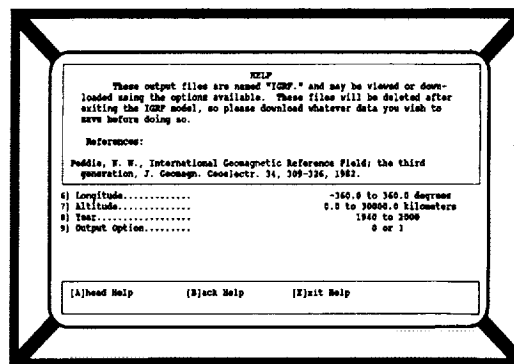 HELP
These output files are named "IGRF." and may be viewed or down-
loaded using the options available. These files will be deleted after
exiting the IGRF model, so please download whatever data you wish to
save before doing so.
References:
Peddie, N. W., International Geomagnetic Reference Field; the third
generation, J. Geomagn. Geoelectr. 34, 309-326, 1982.
6) Longitude............... -360.0 to 360.0 degrees
7) Altitude............... 0.0 to 30000.0 kilometers
8) Year................... 1940 to 2000
9) Output Option......... 0 or 1
[A]head Help [B]ack Help [E]xit Help